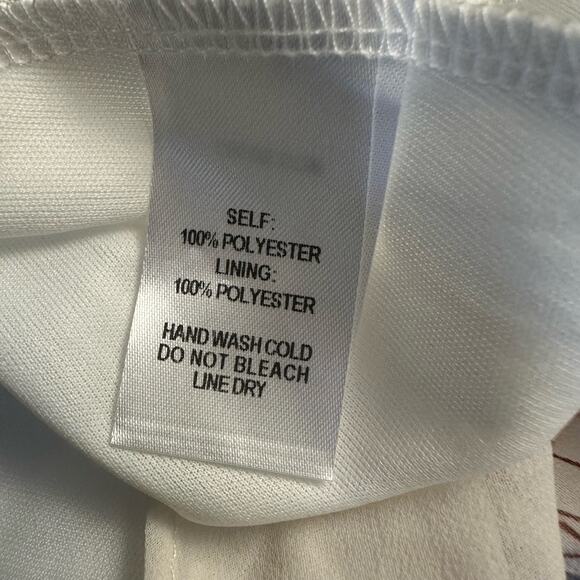 SELF:
100% POLYESTER
LINING:
100% POLYESTER
HAND WASH COLD
DO NOT BLEACH
LINE DRY